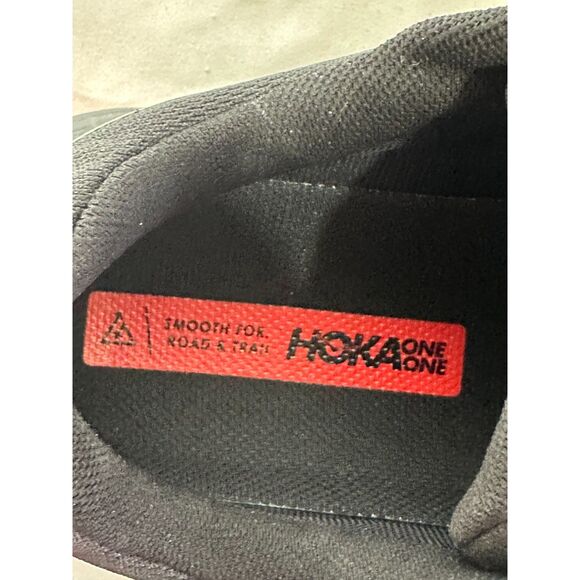 SMOOTH FOR
ROAD & TRAIL
HOKA ONE
ONE